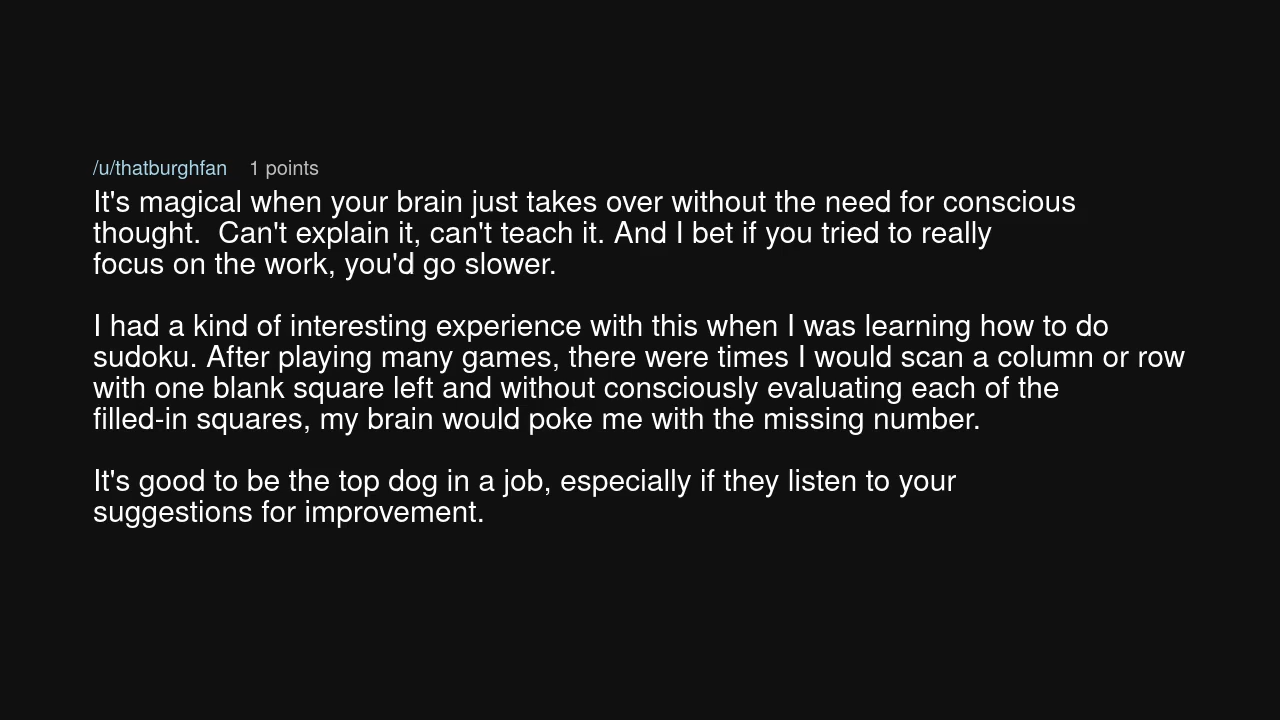 /u/thatburghfan 1 points
It's magical when your brain just takes over without the need for conscious
thought.  Can't explain it, can't teach it. And I bet if you tried to really
focus on the work, you'd go slower.
I had a kind of interesting experience with this when I was learning how to do
sudoku. After playing many games, there were times I would scan a column or row
with one blank square left and without consciously evaluating each of the
filled-in squares, my brain would poke me with the missing number.
It's good to be the top dog in a job, especially if they listen to your
suggestions for improvement.